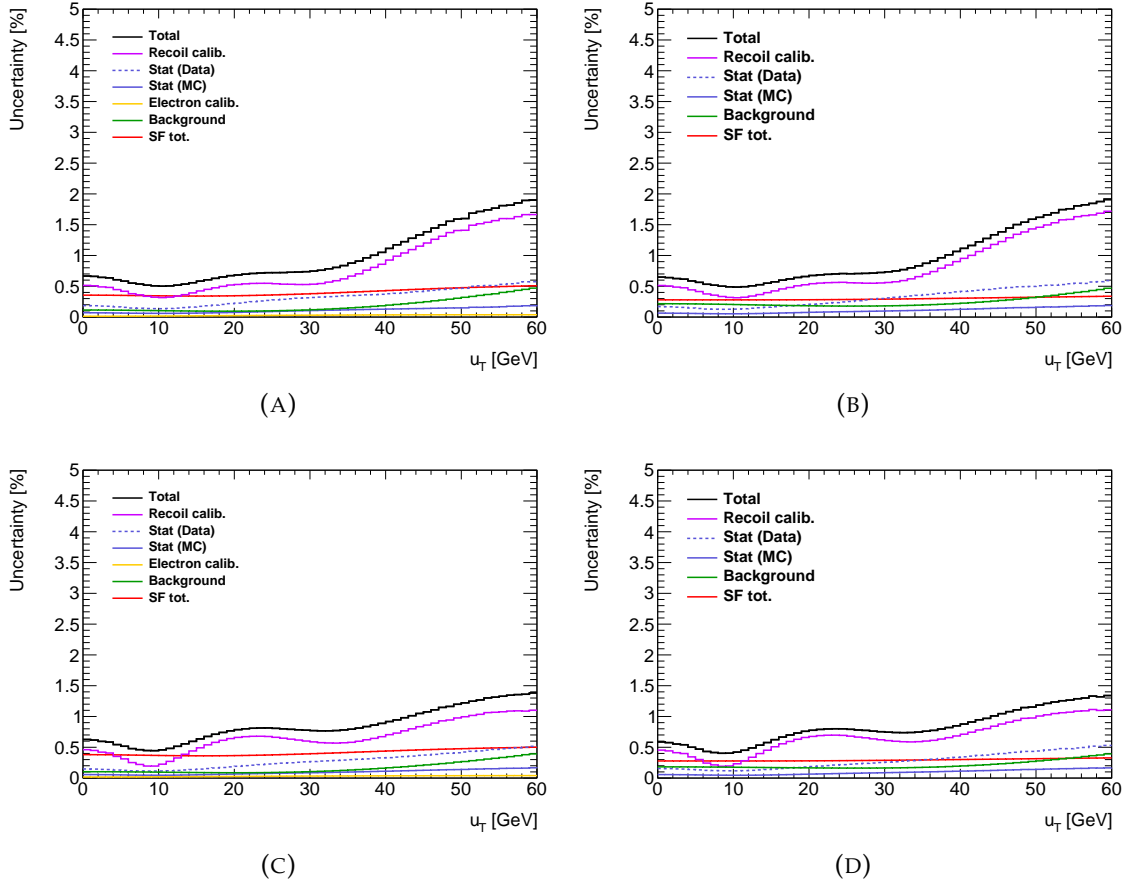 Uncertainty [%]
5
4.5
4
3.5
3
2.5
2
1.5
1
0.5
0
Total
Recoil calib.
Stat (Data)
Stat (MC)
Electron calib.
Background
SF tot.
0 10 20 30 40 50 60
u_T [GeV]
(A)
Uncertainty [%]
5
4.5
4
3.5
3
2.5
2
1.5
1
0.5
0
Total
Recoil calib.
Stat (Data)
Stat (MC)
Background
SF tot.
0 10 20 30 40 50 60
u_T [GeV]
(B)
Uncertainty [%]
5
4.5
4
3.5
3
2.5
2
1.5
1
0.5
0
Total
Recoil calib.
Stat (Data)
Stat (MC)
Electron calib.
Background
SF tot.
0 10 20 30 40 50 60
u_T [GeV]
(C)
Uncertainty [%]
5
4.5
4
3.5
3
2.5
2
1.5
1
0.5
0
Total
Recoil calib.
Stat (Data)
Stat (MC)
Background
SF tot.
0 10 20 30 40 50 60
u_T [GeV]
(D)